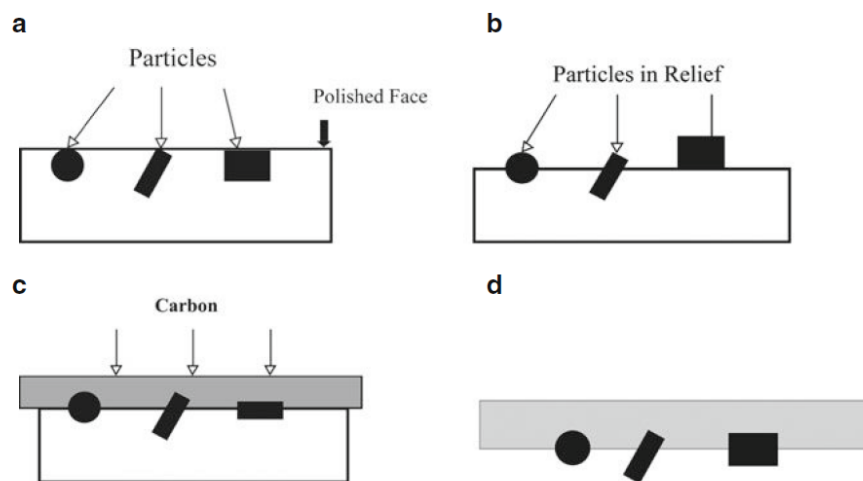 a
Particles
Polished Face
b
Particles in Relief
c
Carbon
d